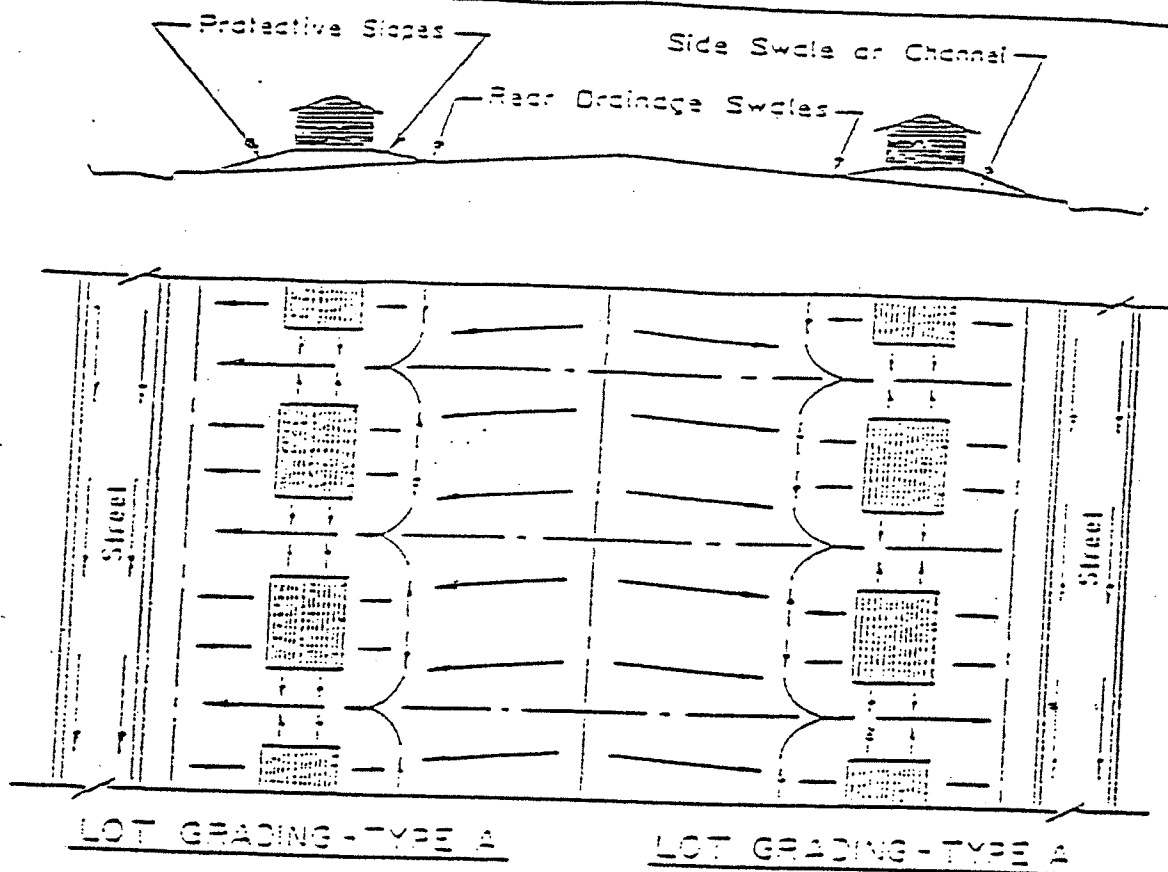 Protective Slopes
Side Swale or Channel
Rear Drainage Swales
Street
Street
LOT GRADING-TYPE A
LOT GRADING-TYPE A